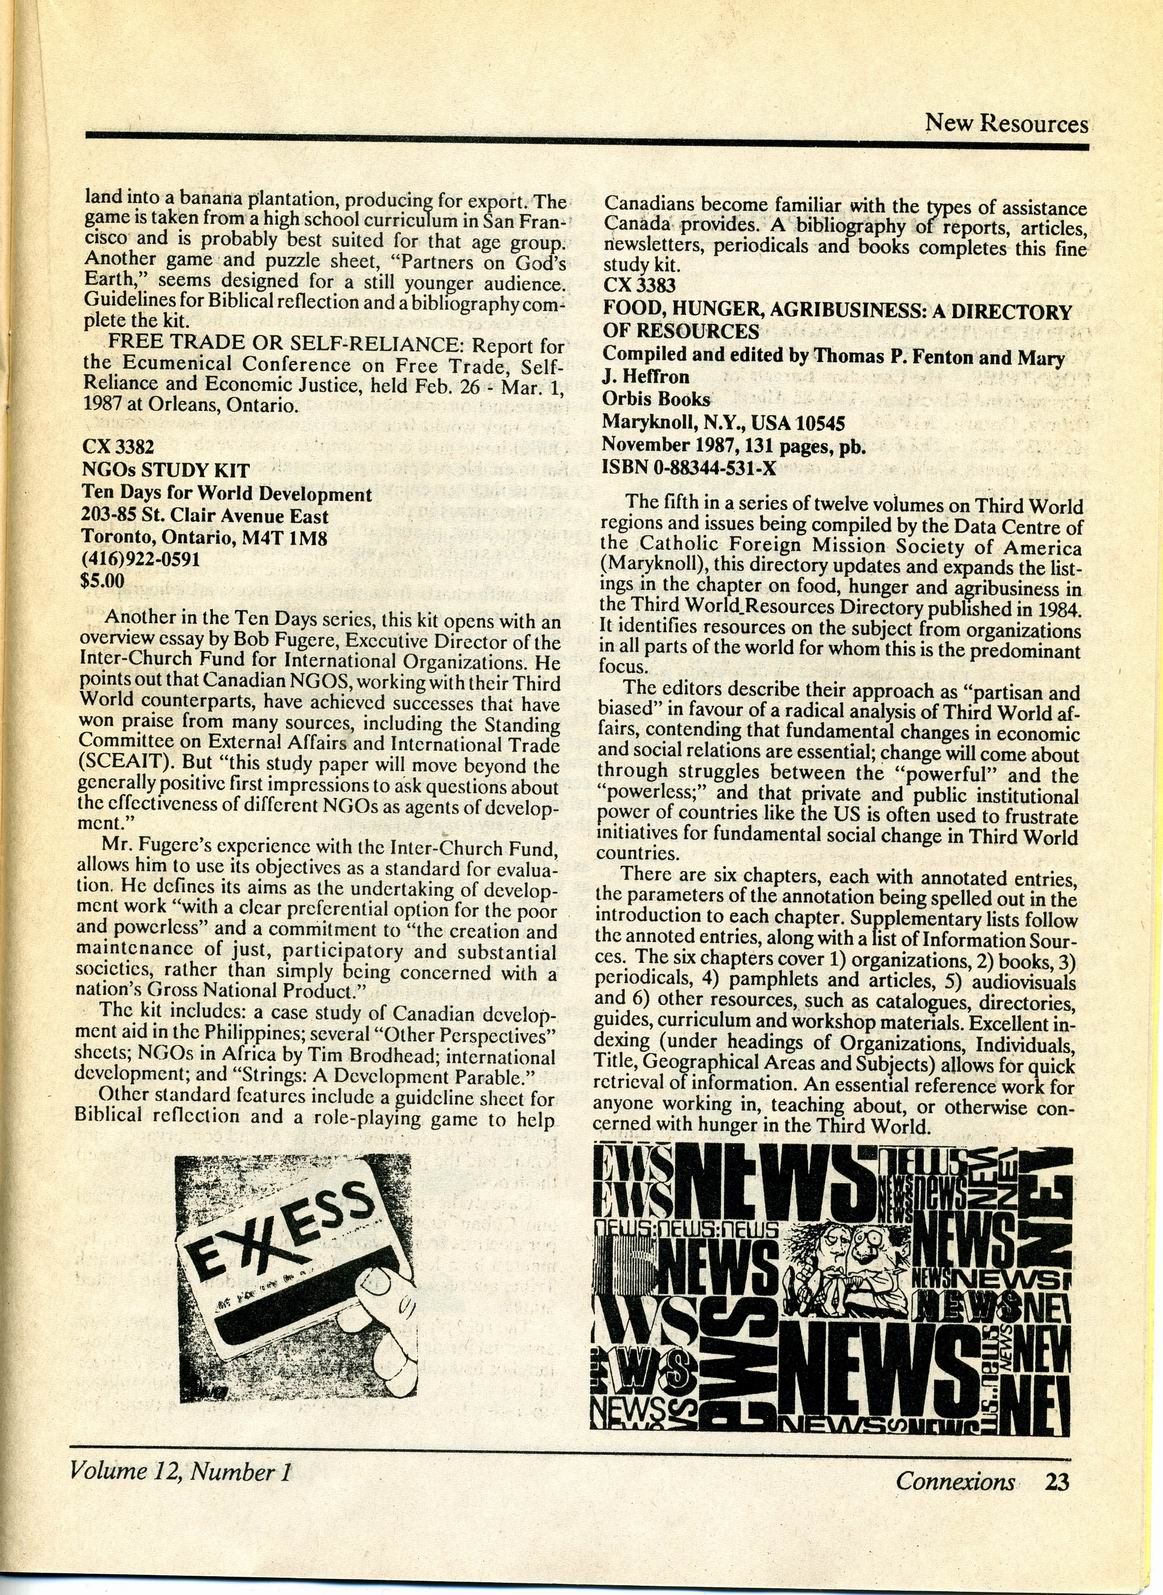 New Resources
land into a banana plantation, producing for export. The
game is taken from a high school curriculum in San Fran-
cisco and is probably best suited for that age group.
Another game and puzzle sheet, “Partners on God’s
Earth,” seems designed for a still younger audience.
Guidelines for Biblical reflection and a bibliography com-
plete the kit.
FREE TRADE OR SELF-RELIANCE: Report for
the Ecumenical Conference on Free Trade, Self-
Reliance and Economic Justice, held Feb. 26 - Mar. 1,
1987 at Orleans, Ontario.
CX 3382
NGOs STUDY KIT
Ten Days for World Development
203-85 St. Clair Avenue East
Toronto, Ontario, M4T 1M8
(416)922-0591
$5.00
Another in the Ten Days series, this kit opens with an
overview essay by Bob Fugere, Executive Director of the
Inter-Church Fund for International Organizations. He
points out that Canadian NGOS, working with their Third
World counterparts, have achieved successes that have
won praise from many sources, including the Standing
Committee on External Affairs and International Trade
(SCEAIT). But “this study paper will move beyond the
generally positive first impressions to ask questions about
the effectiveness of different NGOs as agents of develop-
ment.”
Mr. Fugere’s experience with the Inter-Church Fund,
allows him to use its objectives as a standard for evalua-
tion. He defines its aims as the undertaking of develop-
ment work “with a clear preferential option for the poor
and powerless” and a commitment to “the creation and
maintenance of just, participatory and substantial
societies, rather than simply being concerned with a
nation’s Gross National Product.”
The kit includes: a case study of Canadian develop-
ment aid in the Philippines; several “Other Perspectives”
sheets; NGOs in Africa by Tim Brodhead; international
development; and “Strings: A Development Parable.”
Other standard features include a guideline sheet for
Biblical reflection and a role-playing game to help
EXXESS
Canadians become familiar with the types of assistance
Canada provides. A bibliography of reports, articles,
newsletters, periodicals and books completes this fine
study kit.
CX 3383
FOOD, HUNGER, AGRIBUSINESS: A DIRECTORY
OF RESOURCES
Compiled and edited by Thomas P. Fenton and Mary
J. Heffron
Orbis Books
Maryknoll, N.Y., USA 10545
November 1987, 131 pages, pb.
ISBN 0-88344-531-X
The fifth in a series of twelve volumes on Third World
regions and issues being compiled by the Data Centre of
the Catholic Foreign Mission Society of America
(Maryknoll), this directory updates and expands the list-
ings in the chapter on food, hunger and agribusiness in
the Third World Resources Directory published in 1984.
It identifies resources on the subject from organizations
in all parts of the world for whom this is the predominant
focus.
The editors describe their approach as “partisan and
biased” in favour of a radical analysis of Third World af-
fairs, contending that fundamental changes in economic
and social relations are essential; change will come about
through struggles between the “powerful” and the
“powerless;” and that private and public institutional
power of countries like the US is often used to frustrate
initiatives for fundamental social change in Third World
countries.
There are six chapters, each with annotated entries,
the parameters of the annotation being spelled out in the
introduction to each chapter. Supplementary lists follow
the annoted entries, along with a list of Information Sour-
ces. The six chapters cover 1) organizations, 2) books, 3)
periodicals, 4) pamphlets and articles, 5) audiovisuals
and 6) other resources, such as catalogues, directories,
guides, curriculum and workshop materials. Excellent in-
dexing (under headings of Organizations, Individuals,
Title, Geographical Areas and Subjects) allows for quick
retrieval of information. An essential reference work for
anyone working in, teaching about, or otherwise con-
cerned with hunger in the Third World.
EWS NEWS NEWS NEW NEW NEV
EWS NEWS NEWS NEWS news
NEWS:NEWS:NEWS NEWS
NEWS NEWS NEWS!
WS EWS NEWS NEV
WS NEWS NEWS NEW
NEWS NEWS NEWS NEV
Volume 12, Number 1
Connexions 23